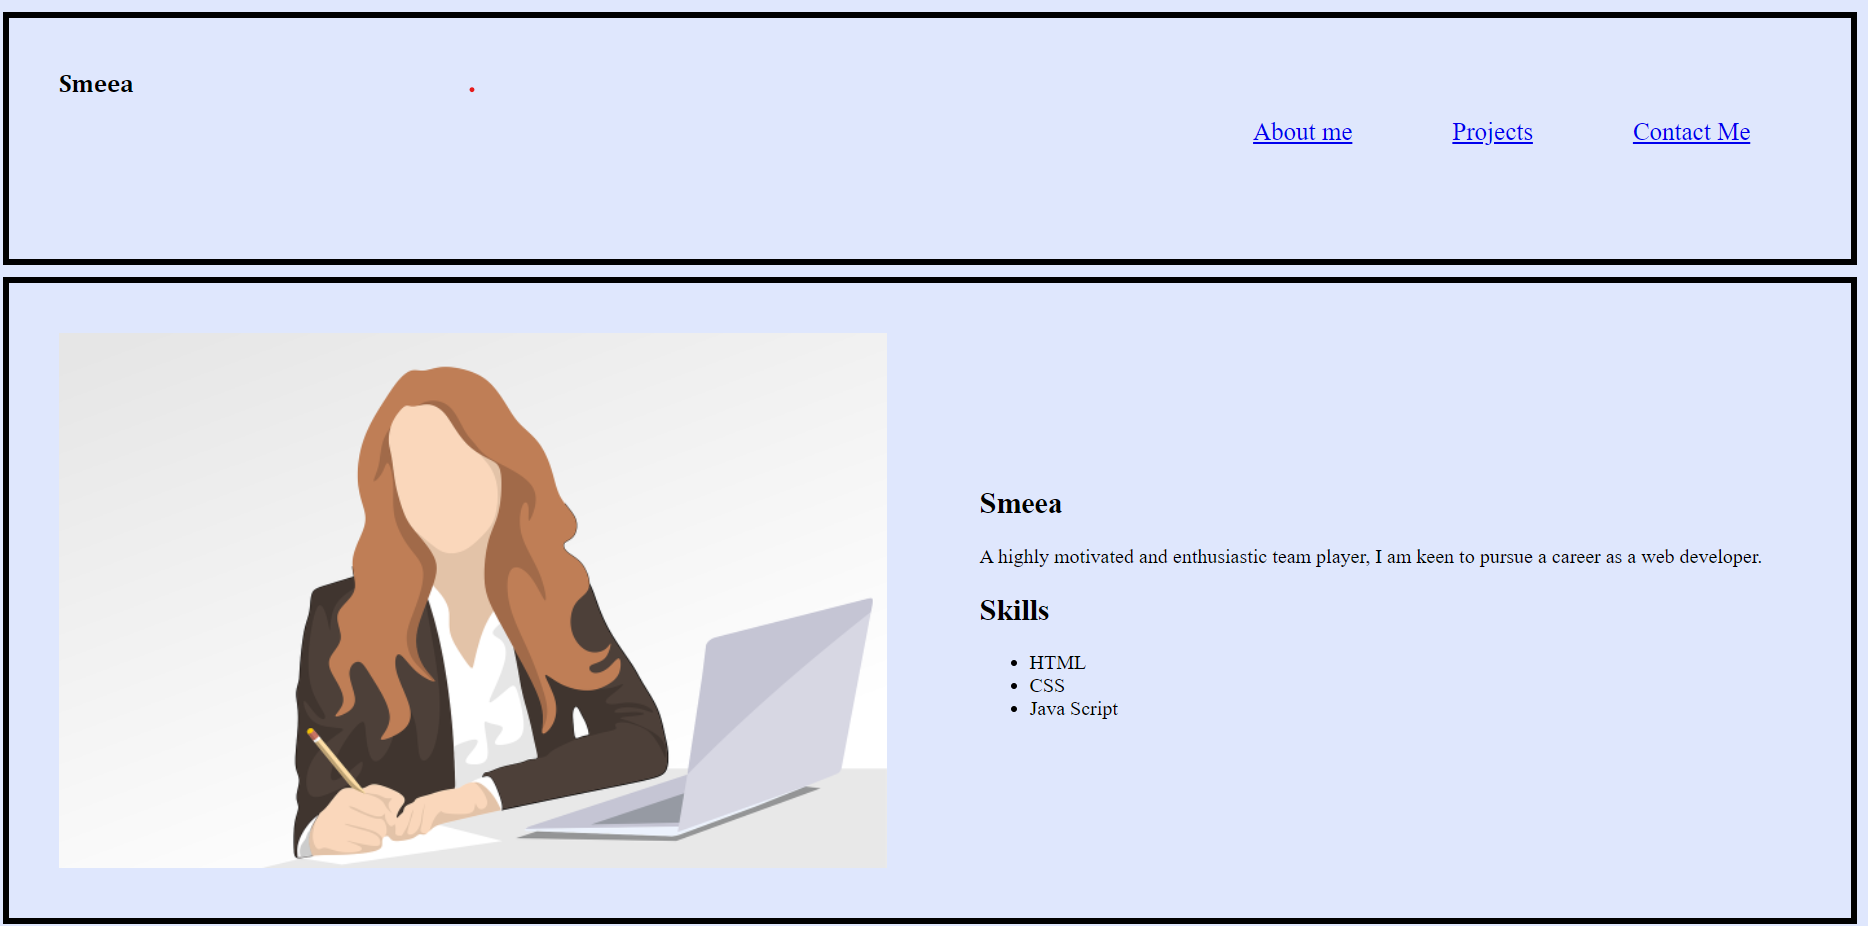 Smeea
About me Projects Contact Me
Smeea
A highly motivated and enthusiastic team player, I am keen to pursue a career as a web developer.
Skills
• HTML
• CSS
• Java Script